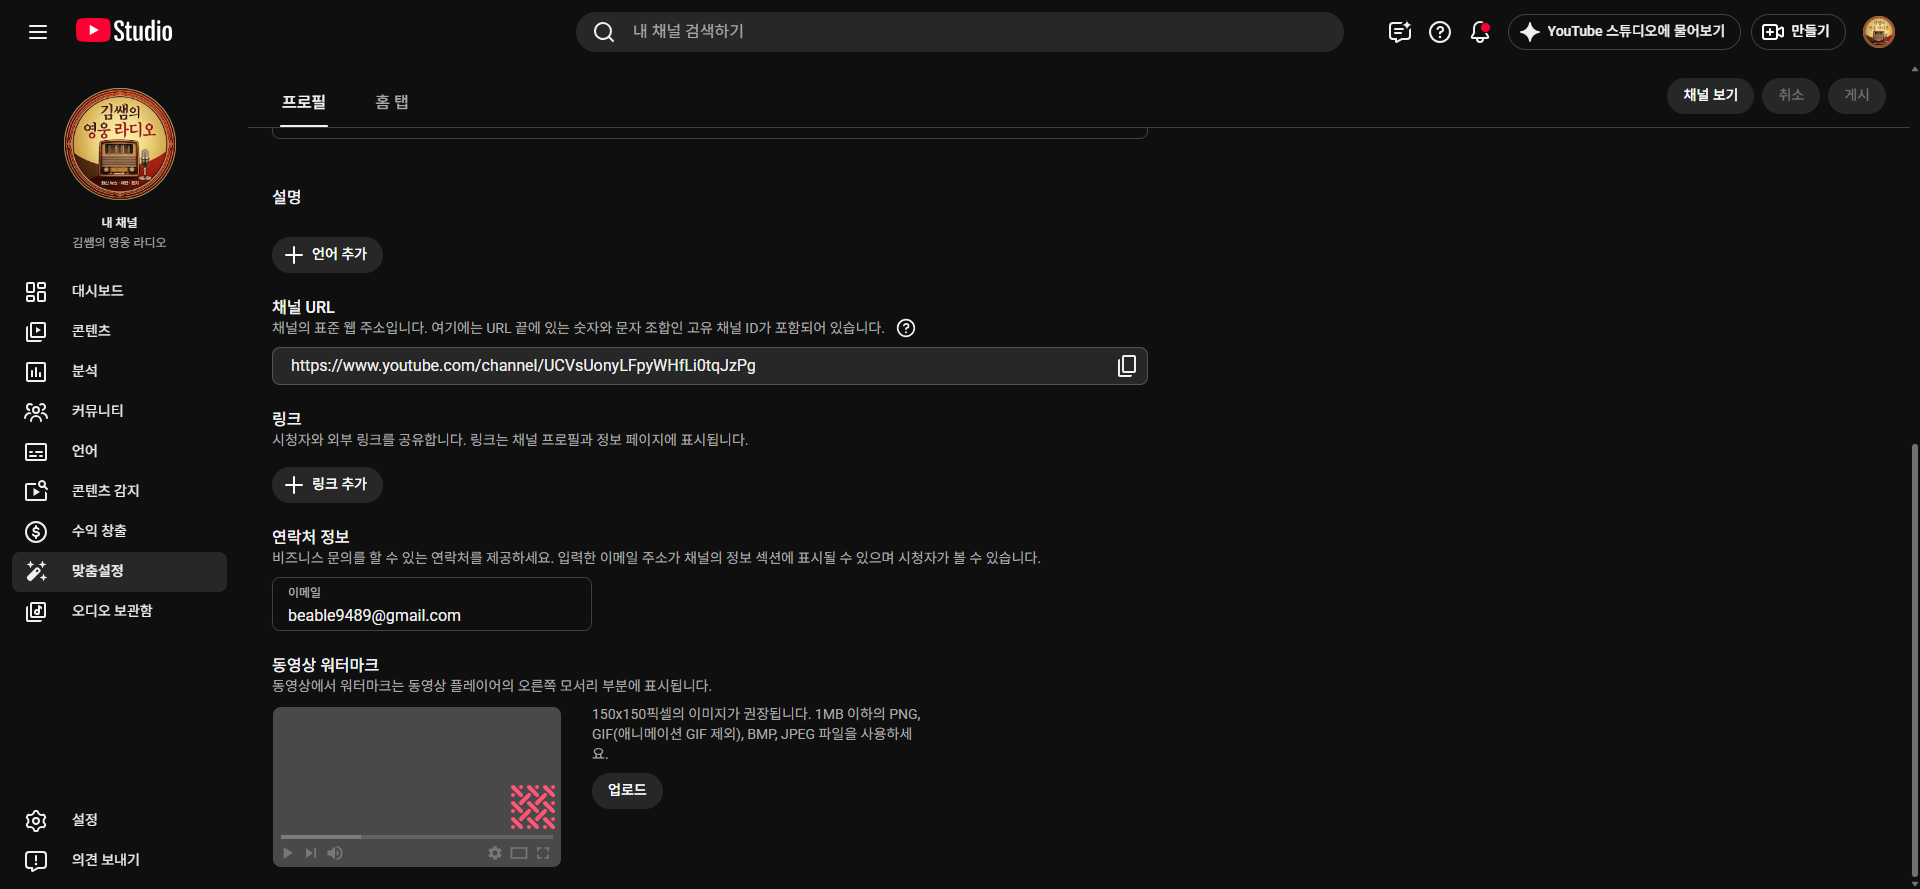 Studio
내 채널 검색하기
YouTube 스튜디오에 물어보기
만들기
김쌤의
영웅 라디오
내 채널
김쌤의 영웅 라디오
대시보드
콘텐츠
분석
커뮤니티
언어
콘텐츠 감지
수익 창출
맞춤설정
오디오 보관함
설정
의견 보내기
프로필
홈 탭
채널 보기
취소
게시
설명
언어 추가
채널 URL
채널의 표준 웹 주소입니다. 여기에는 URL 끝에 있는 숫자와 문자 조합인 고유 채널 ID가 포함되어 있습니다.
https://www.youtube.com/channel/UCVsUonyLFpyWHfLi0tqJzPg
링크
시청자와 외부 링크를 공유합니다. 링크는 채널 프로필과 정보 페이지에 표시됩니다.
링크 추가
연락처 정보
비즈니스 문의를 할 수 있는 연락처를 제공하세요. 입력한 이메일 주소가 채널의 정보 섹션에 표시될 수 있으며 시청자가 볼 수 있습니다.
이메일
beable9489@gmail.com
동영상 워터마크
동영상에서 워터마크는 동영상 플레이어의 오른쪽 모서리 부분에 표시됩니다.
150x150픽셀의 이미지가 권장됩니다. 1MB 이하의 PNG,
GIF(애니메이션 GIF 제외), BMP, JPEG 파일을 사용하세
요.
업로드